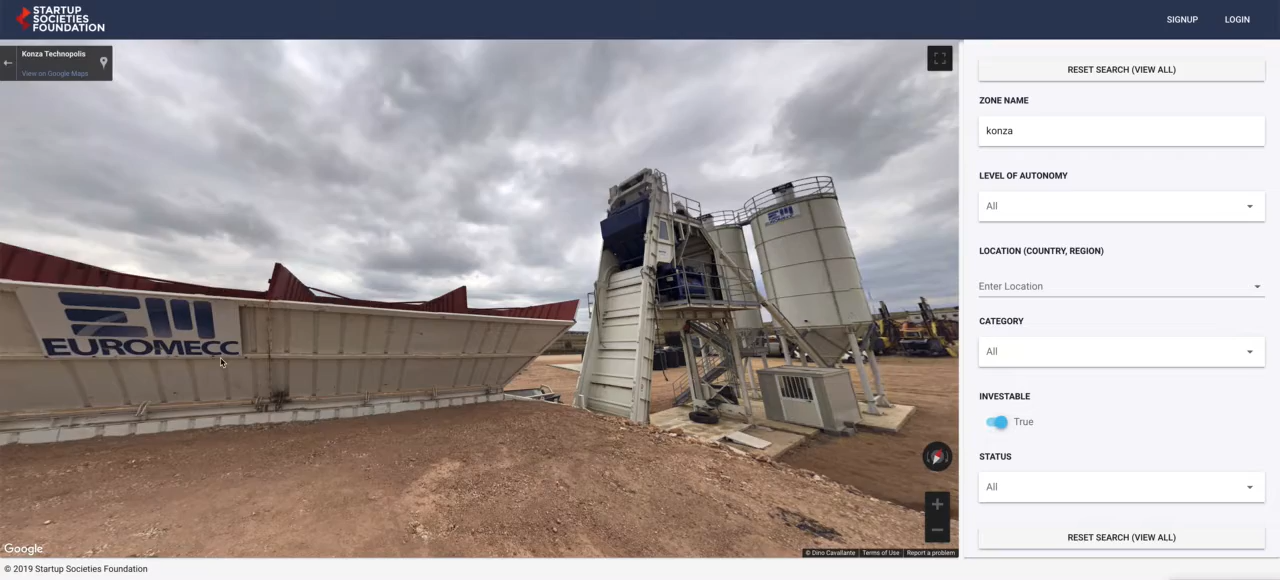 STARTUP
SOCIETIES
FOUNDATION
SIGNUP
LOGIN
Konza Technopolis
View on Google Maps
EUROMECC
Google
© Dino Cavallante
Terms of Use
Report a problem
RESET SEARCH (VIEW ALL)
ZONE NAME
konza
LEVEL OF AUTONOMY
All
LOCATION (COUNTRY, REGION)
Enter Location
CATEGORY
All
INVESTABLE
True
STATUS
All
RESET SEARCH (VIEW ALL)
© 2019 Startup Societies Foundation